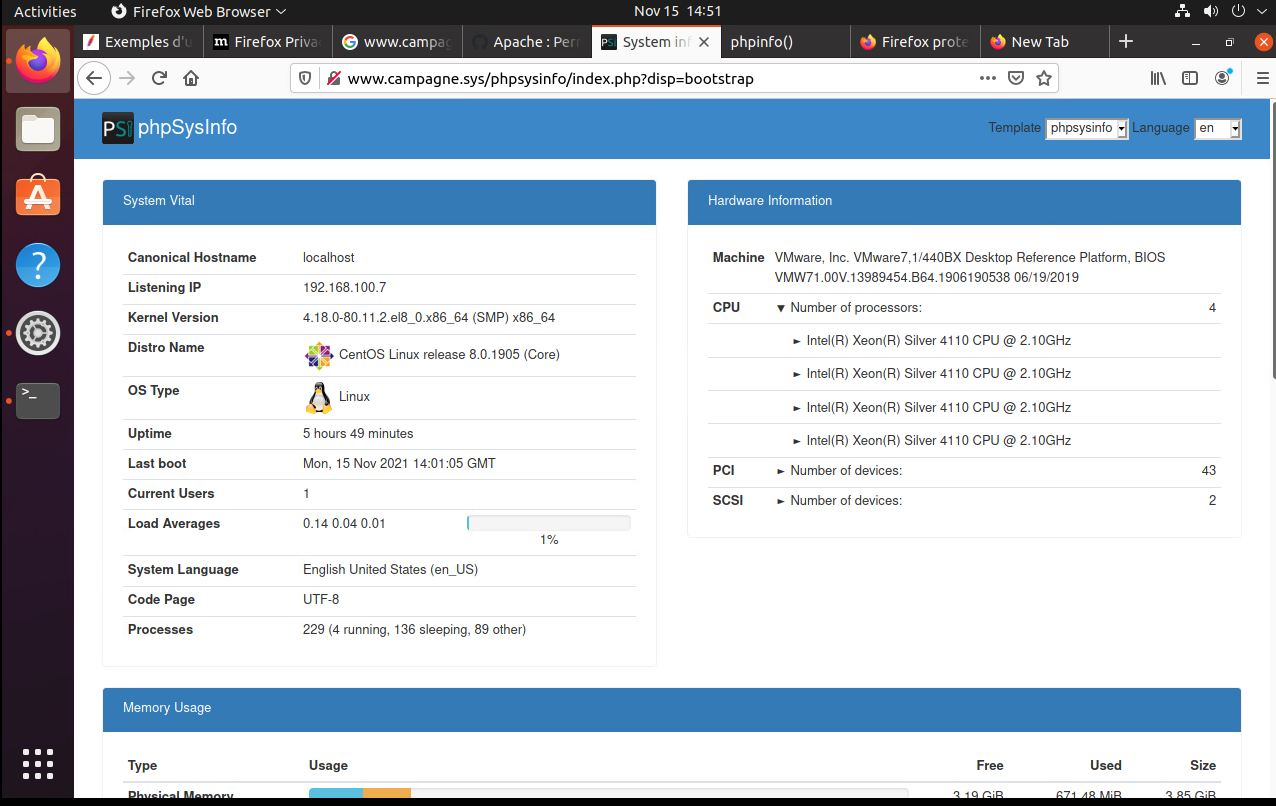 Activities Firefox Web Browser Nov 15 14:51
Exemples d'u m Firefox Priva www.campag Apache : Perr System inf phpinfo() Firefox prote New Tab
www.campagne.sys/phpsysinfo/index.php?disp=bootstrap
PSi phpSysInfo Template phpsysinfo Language en
System Vital
Canonical Hostname localhost
Listening IP 192.168.100.7
Kernel Version 4.18.0-80.11.2.el8_0.x86_64 (SMP) x86_64
Distro Name CentOS Linux release 8.0.1905 (Core)
OS Type Linux
Uptime 5 hours 49 minutes
Last boot Mon, 15 Nov 2021 14:01:05 GMT
Current Users 1
Load Averages 0.14 0.04 0.01
1%
System Language English United States (en_US)
Code Page UTF-8
Processes 229 (4 running, 136 sleeping, 89 other)
Hardware Information
Machine VMware, Inc. VMware7,1/440BX Desktop Reference Platform, BIOS
VMW71.00V.13989454.B64.1906190538 06/19/2019
CPU ▼ Number of processors: 4
► Intel(R) Xeon(R) Silver 4110 CPU @ 2.10GHz
► Intel(R) Xeon(R) Silver 4110 CPU @ 2.10GHz
► Intel(R) Xeon(R) Silver 4110 CPU @ 2.10GHz
► Intel(R) Xeon(R) Silver 4110 CPU @ 2.10GHz
PCI ► Number of devices: 43
SCSI ► Number of devices: 2
Memory Usage
Type Usage Free Used Size
Physical Memory 3.19 GiB 671.48 MiB 3.85 GiB